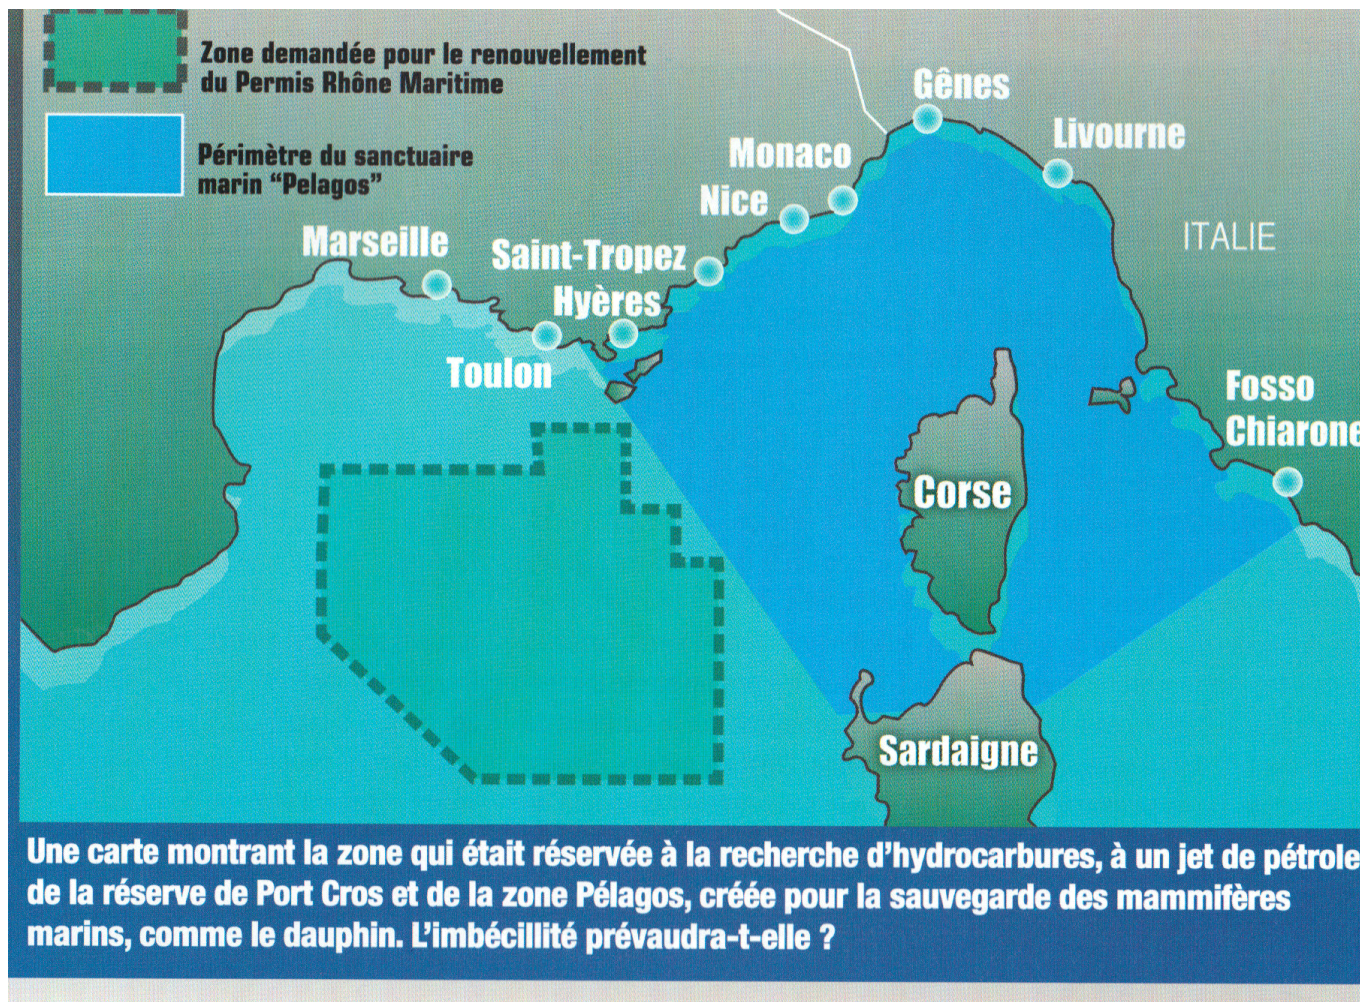 Zone demandée pour le renouvellement
du Permis Rhône Maritime
Périmètre du sanctuaire
marin “Pelagos”
Gênes
Livourne
Monaco
Nice
ITALIE
Marseille
Saint-Tropez
Hyères
Toulon
Fosso
Chiarone
Corse
Sardaigne
Une carte montrant la zone qui était réservée à la recherche d’hydrocarbures, à un jet de pétrole
de la réserve de Port Cros et de la zone Pélagos, créée pour la sauvegarde des mammifères
marins, comme le dauphin. L’imbécillité prévaudra-t-elle ?